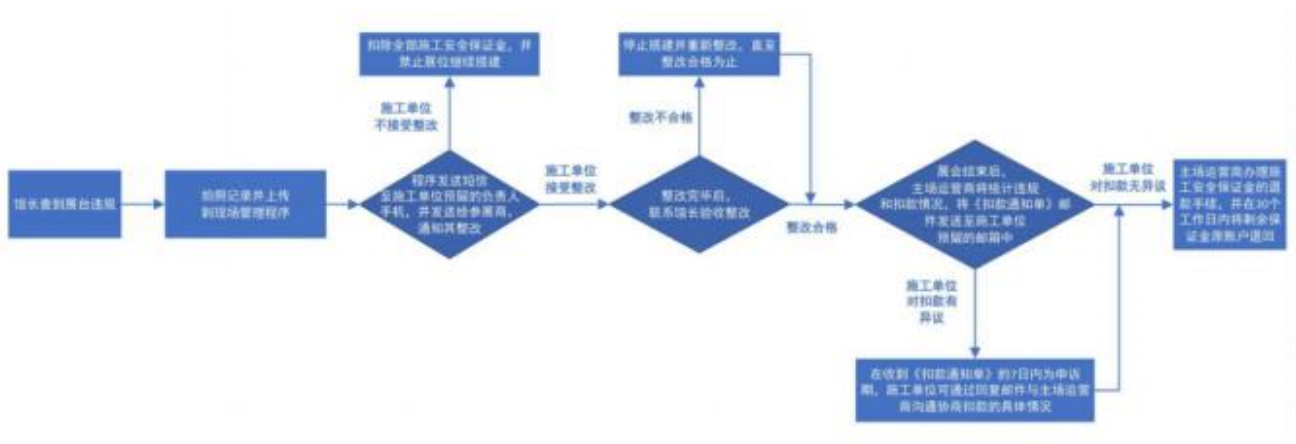 扣除全部施工安全保证金，并
禁止展位继续搭建
停止搭建并重新整改，直至
整改合格为止
施工单位
不接受整改
整改不合格
馆长查到展台违规
拍照记录并上传
到现场管理程序
程序发送短信
至施工单位预留的负责人
手机，并发送给参展商，
通知其整改
施工单位
接受整改
整改完毕后，
联系馆长验收整改
整改合格
展会结束后，
主场运营商将统计违规
和扣款情况，将《扣款通知单》邮
件发送至施工单位
预留的邮箱中
施工单位
对扣款无异议
主场运营商办理施
工安全保证金的退
款手续，并在30个
工作日内将剩余保
证金原账户退回
施工单位
对扣款有
异议
在收到《扣款通知单》的7日内为申诉
期，施工单位可通过回复邮件与主场运营
商沟通协商扣款的具体情况